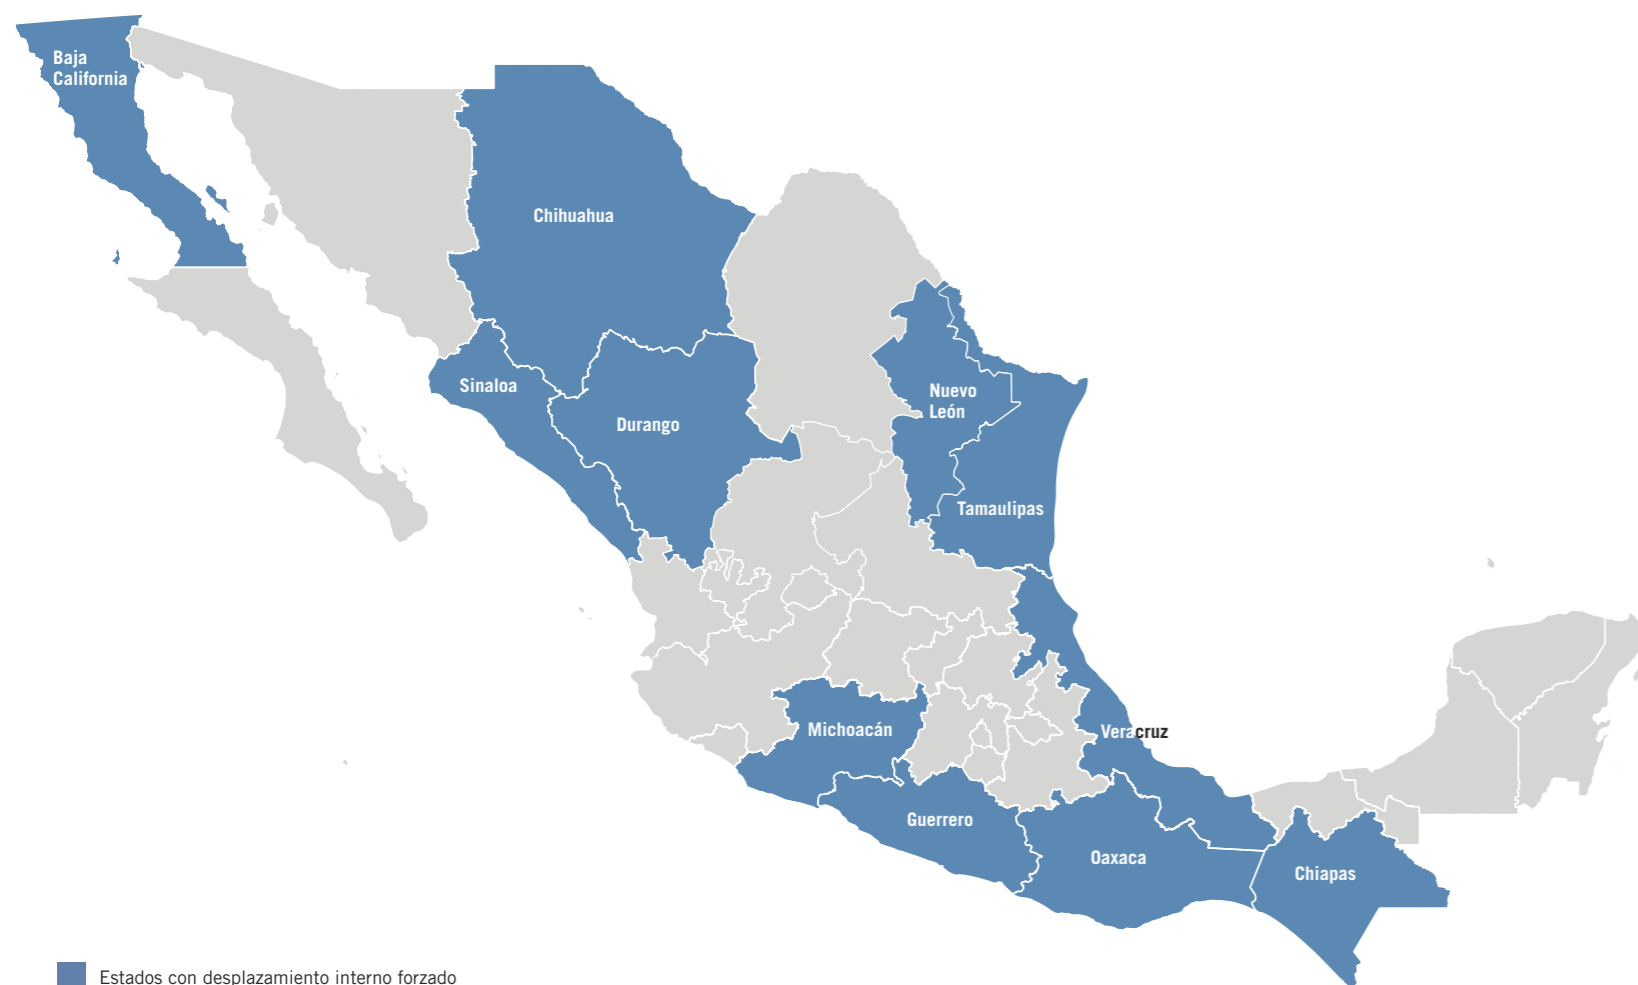 Baja
California
Chihuahua
Sinaloa
Durango
Nuevo
León
Tamaulipas
Michoacán
Veracruz
Guerrero
Oaxaca
Chiapas
Estados con desplazamiento interno forzado